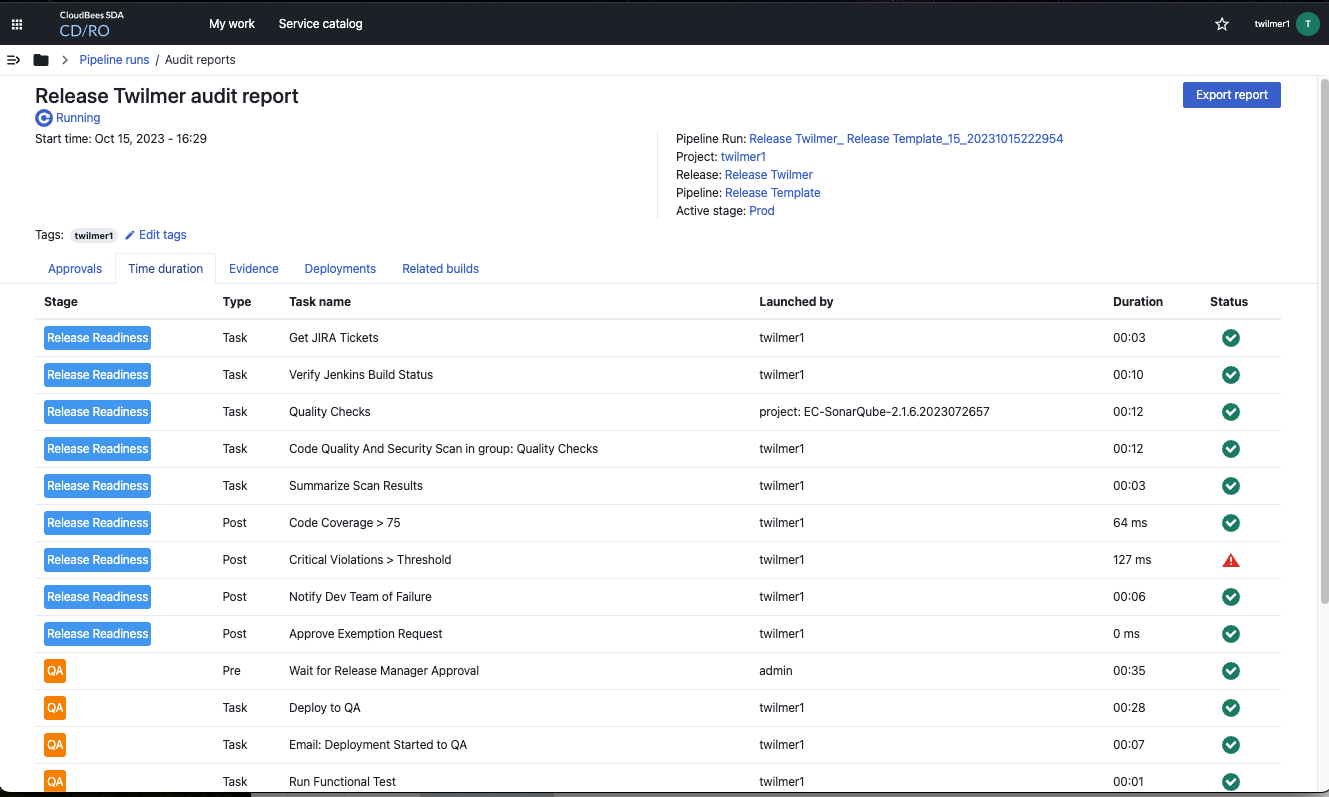 CloudBees SDA
CD/RO
My work Service catalog
twilmer1 T
Pipeline runs / Audit reports
Release Twilmer audit report
Export report
Running
Start time: Oct 15, 2023 - 16:29
Pipeline Run: Release Twilmer_ Release Template_15_20231015222954
Project: twilmer1
Release: Release Twilmer
Pipeline: Release Template
Active stage: Prod
Tags: twilmer1 Edit tags
Approvals Time duration Evidence Deployments Related builds
Stage Type Task name Launched by Duration Status
Release Readiness Task Get JIRA Tickets twilmer1 00:03
Release Readiness Task Verify Jenkins Build Status twilmer1 00:10
Release Readiness Task Quality Checks project: EC-SonarQube-2.1.6.2023072657 00:12
Release Readiness Task Code Quality And Security Scan in group: Quality Checks twilmer1 00:12
Release Readiness Task Summarize Scan Results twilmer1 00:03
Release Readiness Post Code Coverage > 75 twilmer1 64 ms
Release Readiness Post Critical Violations > Threshold twilmer1 127 ms
Release Readiness Post Notify Dev Team of Failure twilmer1 00:06
Release Readiness Post Approve Exemption Request twilmer1 0 ms
QA Pre Wait for Release Manager Approval admin 00:35
QA Task Deploy to QA twilmer1 00:28
QA Task Email: Deployment Started to QA twilmer1 00:07
QA Task Run Functional Test twilmer1 00:01